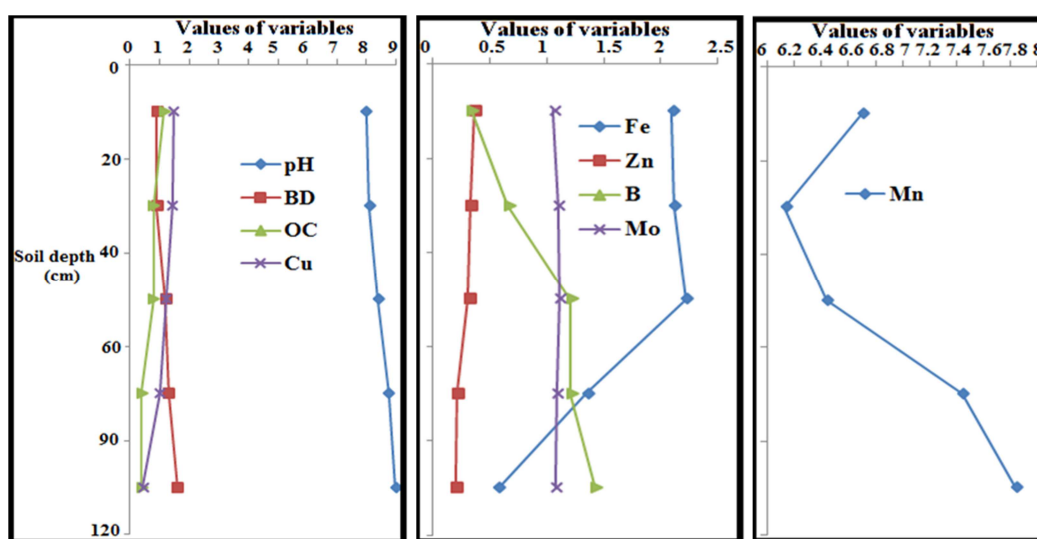 Values of variables
0 1 2 3 4 5 6 7 8 9
0
20
40
60
90
120
Soil depth
(cm)
pH
BD
OC
Cu
Values of variables
0 0.5 1 1.5 2 2.5
Fe
Zn
B
Mo
Values of variables
6 6.2 6.4 6.6 6.8 7 7.2 7.4 7.6 7.8 8
Mn